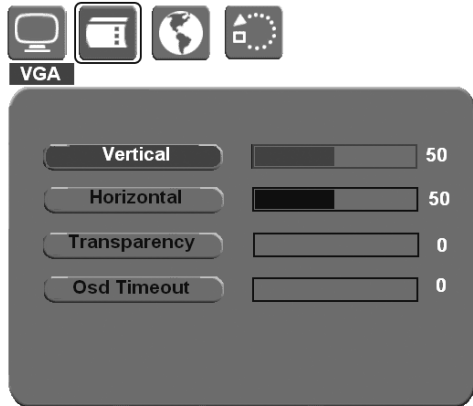 VGA
Vertical 50
Horizontal 50
Transparency 0
Osd Timeout 0